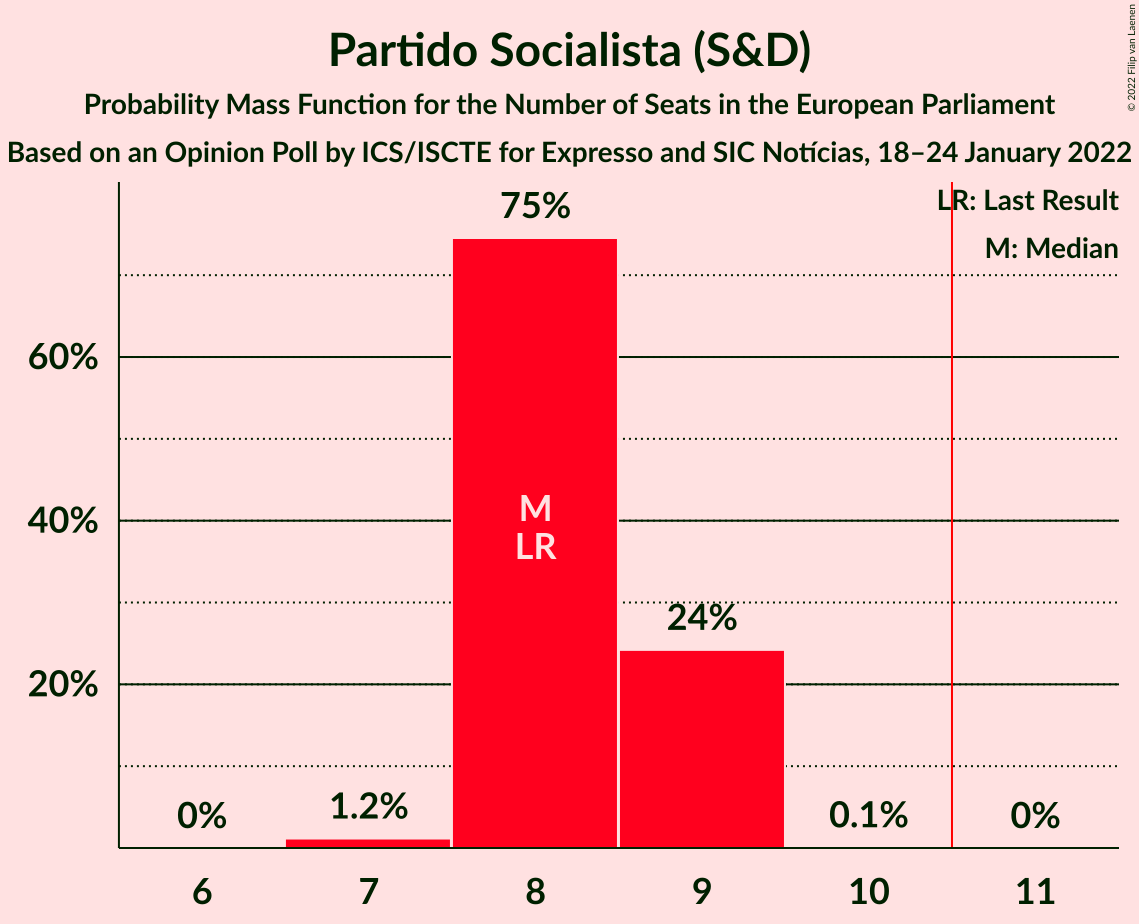 Partido Socialista (S&D)
Probability Mass Function for the Number of Seats in the European Parliament
Based on an Opinion Poll by ICS/ISCTE for Expresso and SIC Notícias, 18–24 January 2022
© 2022 Filip van Laenen
LR: Last Result
M: Median
75%
60%
40%
20%
M
LR
24%
0%
1.2%
0.1%
0%
6 7 8 9 10 11